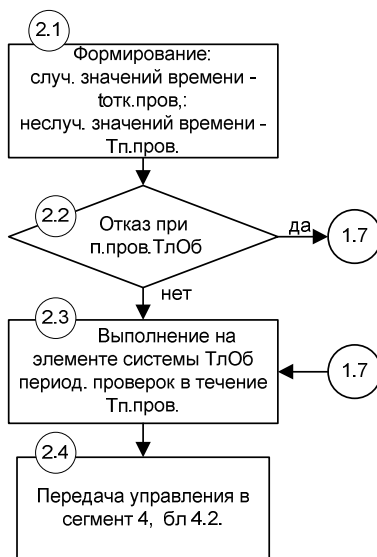 2.1
Формирование:
случ. значений времени -
tотк.пров,:
неслуч. значений времени -
Tп.пров.
2.2
Отказ при
п.пров.ТлОб
да
1.7
нет
2.3
Выполнение на
элементе системы ТлОб
период. проверок в течение
Тп.пров.
1.7
2.4
Передача управления в
сегмент 4, бл 4.2.